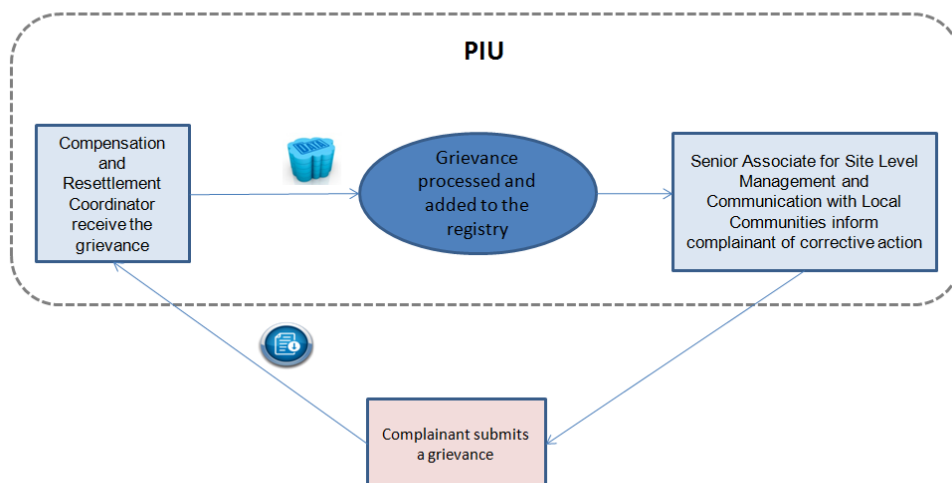 PIU
Compensation
and
Resettlement
Coordinator
receive the
grievance
DATA
Grievance
processed and
added to the
registry
Senior Associate for Site Level
Management and
Communication with Local
Communities inform
complainant of corrective action
Complainant submits
a grievance